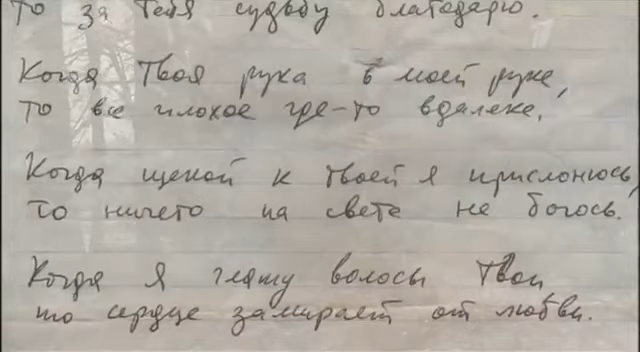 то за тебя судьбу благодарю.
Когда твоя рука в моей руке,
то все плохое где-то вдалеке.
Когда щекой к твоей я прислонюсь,
то ничего на свете не боюсь.
Когда я глажу волосы твои
то сердце замирает от любви.